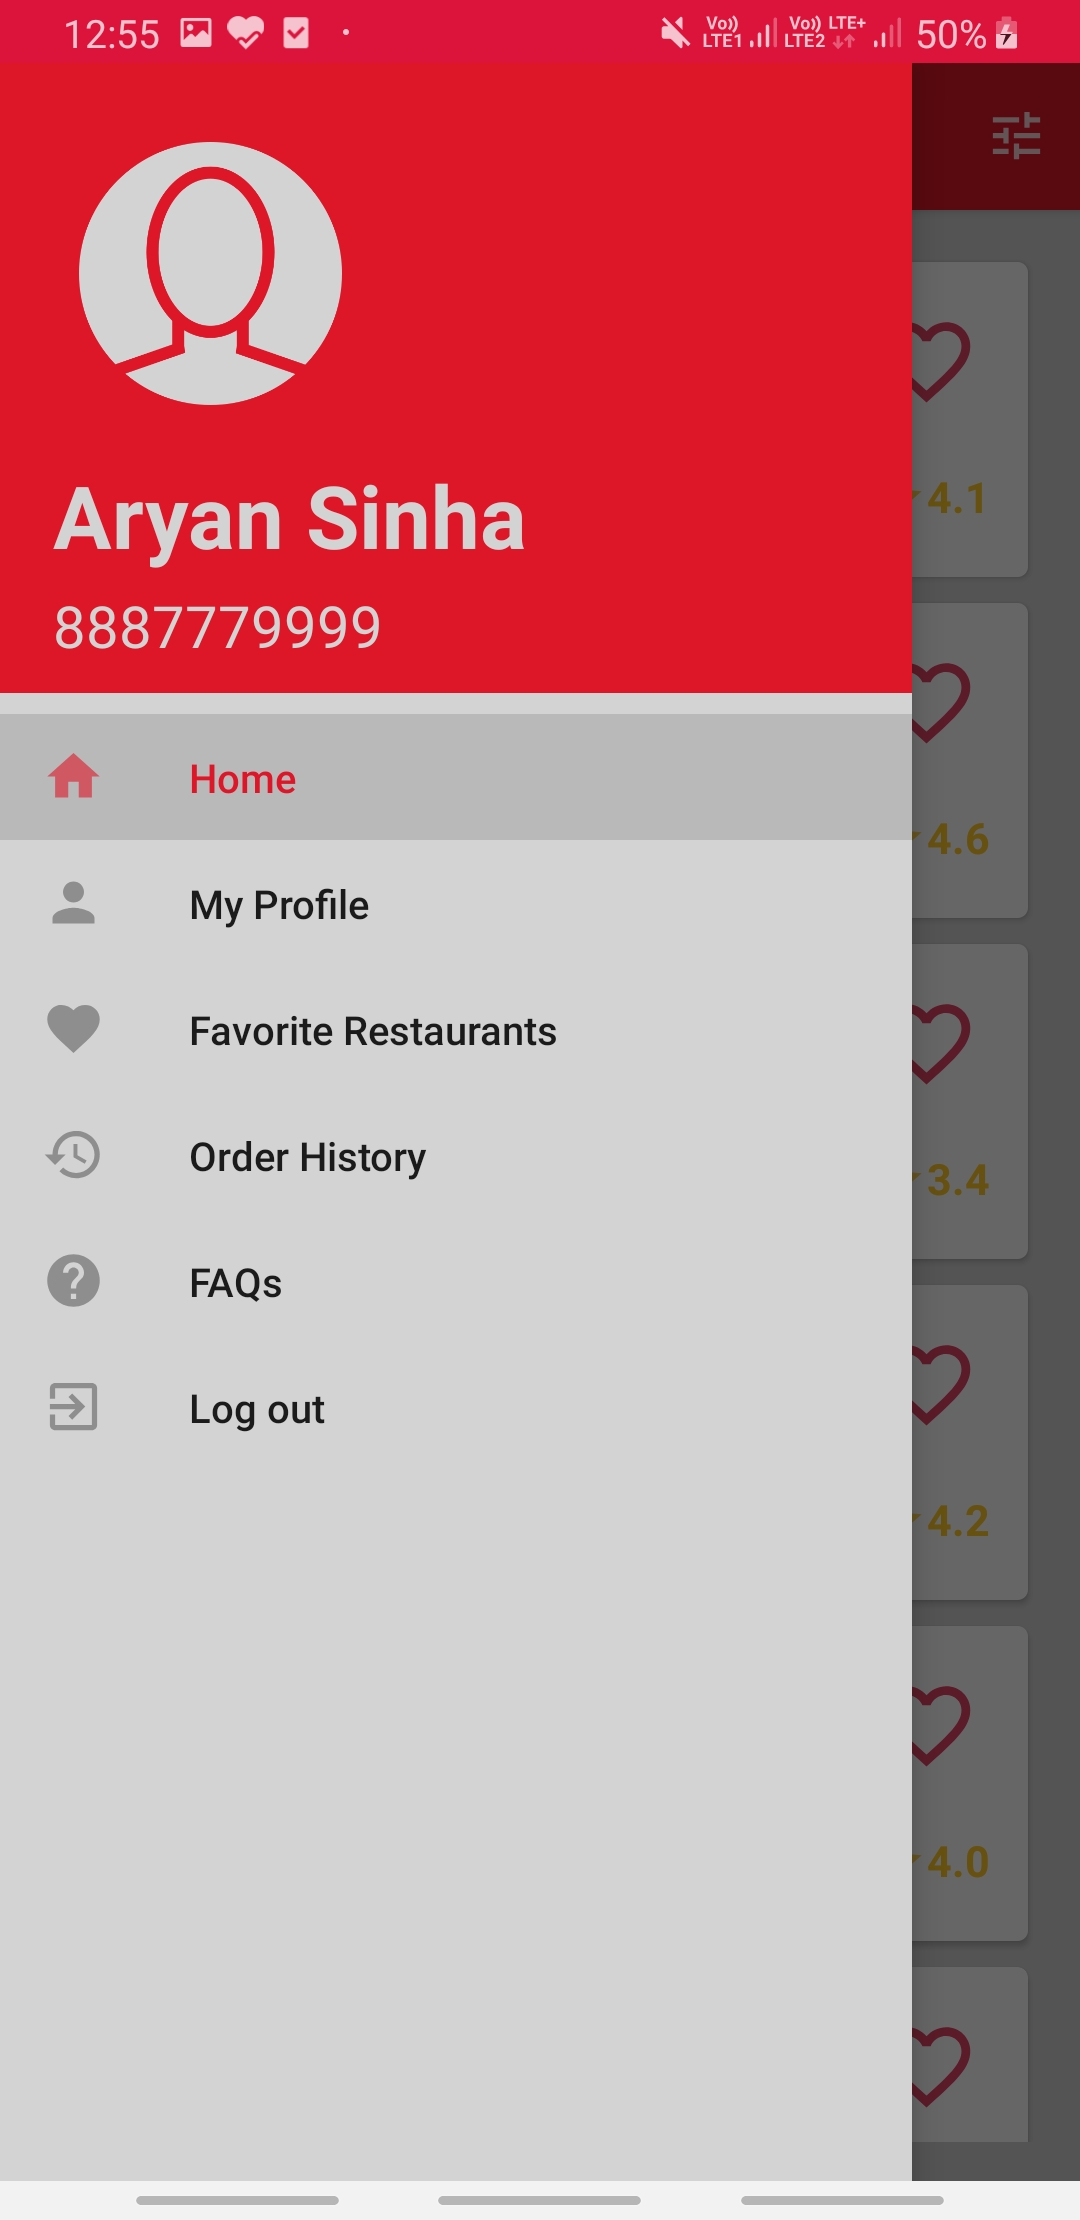 12:55 Vo)) LTE1 Vo)) LTE2 LTE+ 50%
Aryan Sinha
8887779999
Home
My Profile
Favorite Restaurants
Order History
FAQs
Log out
4.1
4.6
3.4
4.2
4.0